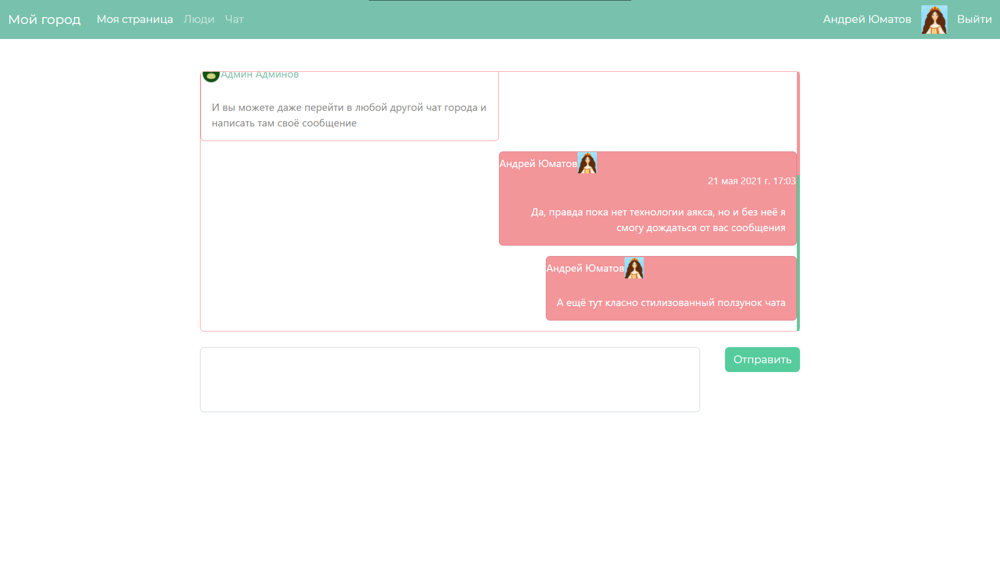 Мой город Моя страница Люди Чат Андрей Юматов Выйти
Админ Админов
И вы можете даже перейти в любой другой чат города и
написать там своё сообщение
Андрей Юматов
21 мая 2021 г. 17:03
Да, правда пока нет технологии аякса, но и без неё я
смогу дождаться от вас сообщения
Андрей Юматов
А ещё тут класно стилизованный ползунок чата
Отправить